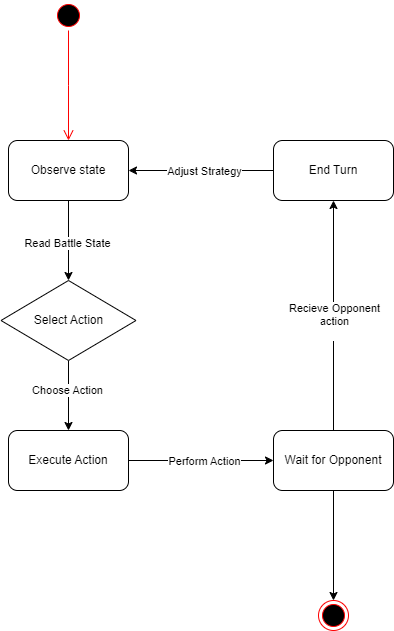 Observe state
Adjust Strategy
End Turn
Read Battle State
Select Action
Recieve Opponent
action
Choose Action
Execute Action
Perform Action
Wait for Opponent